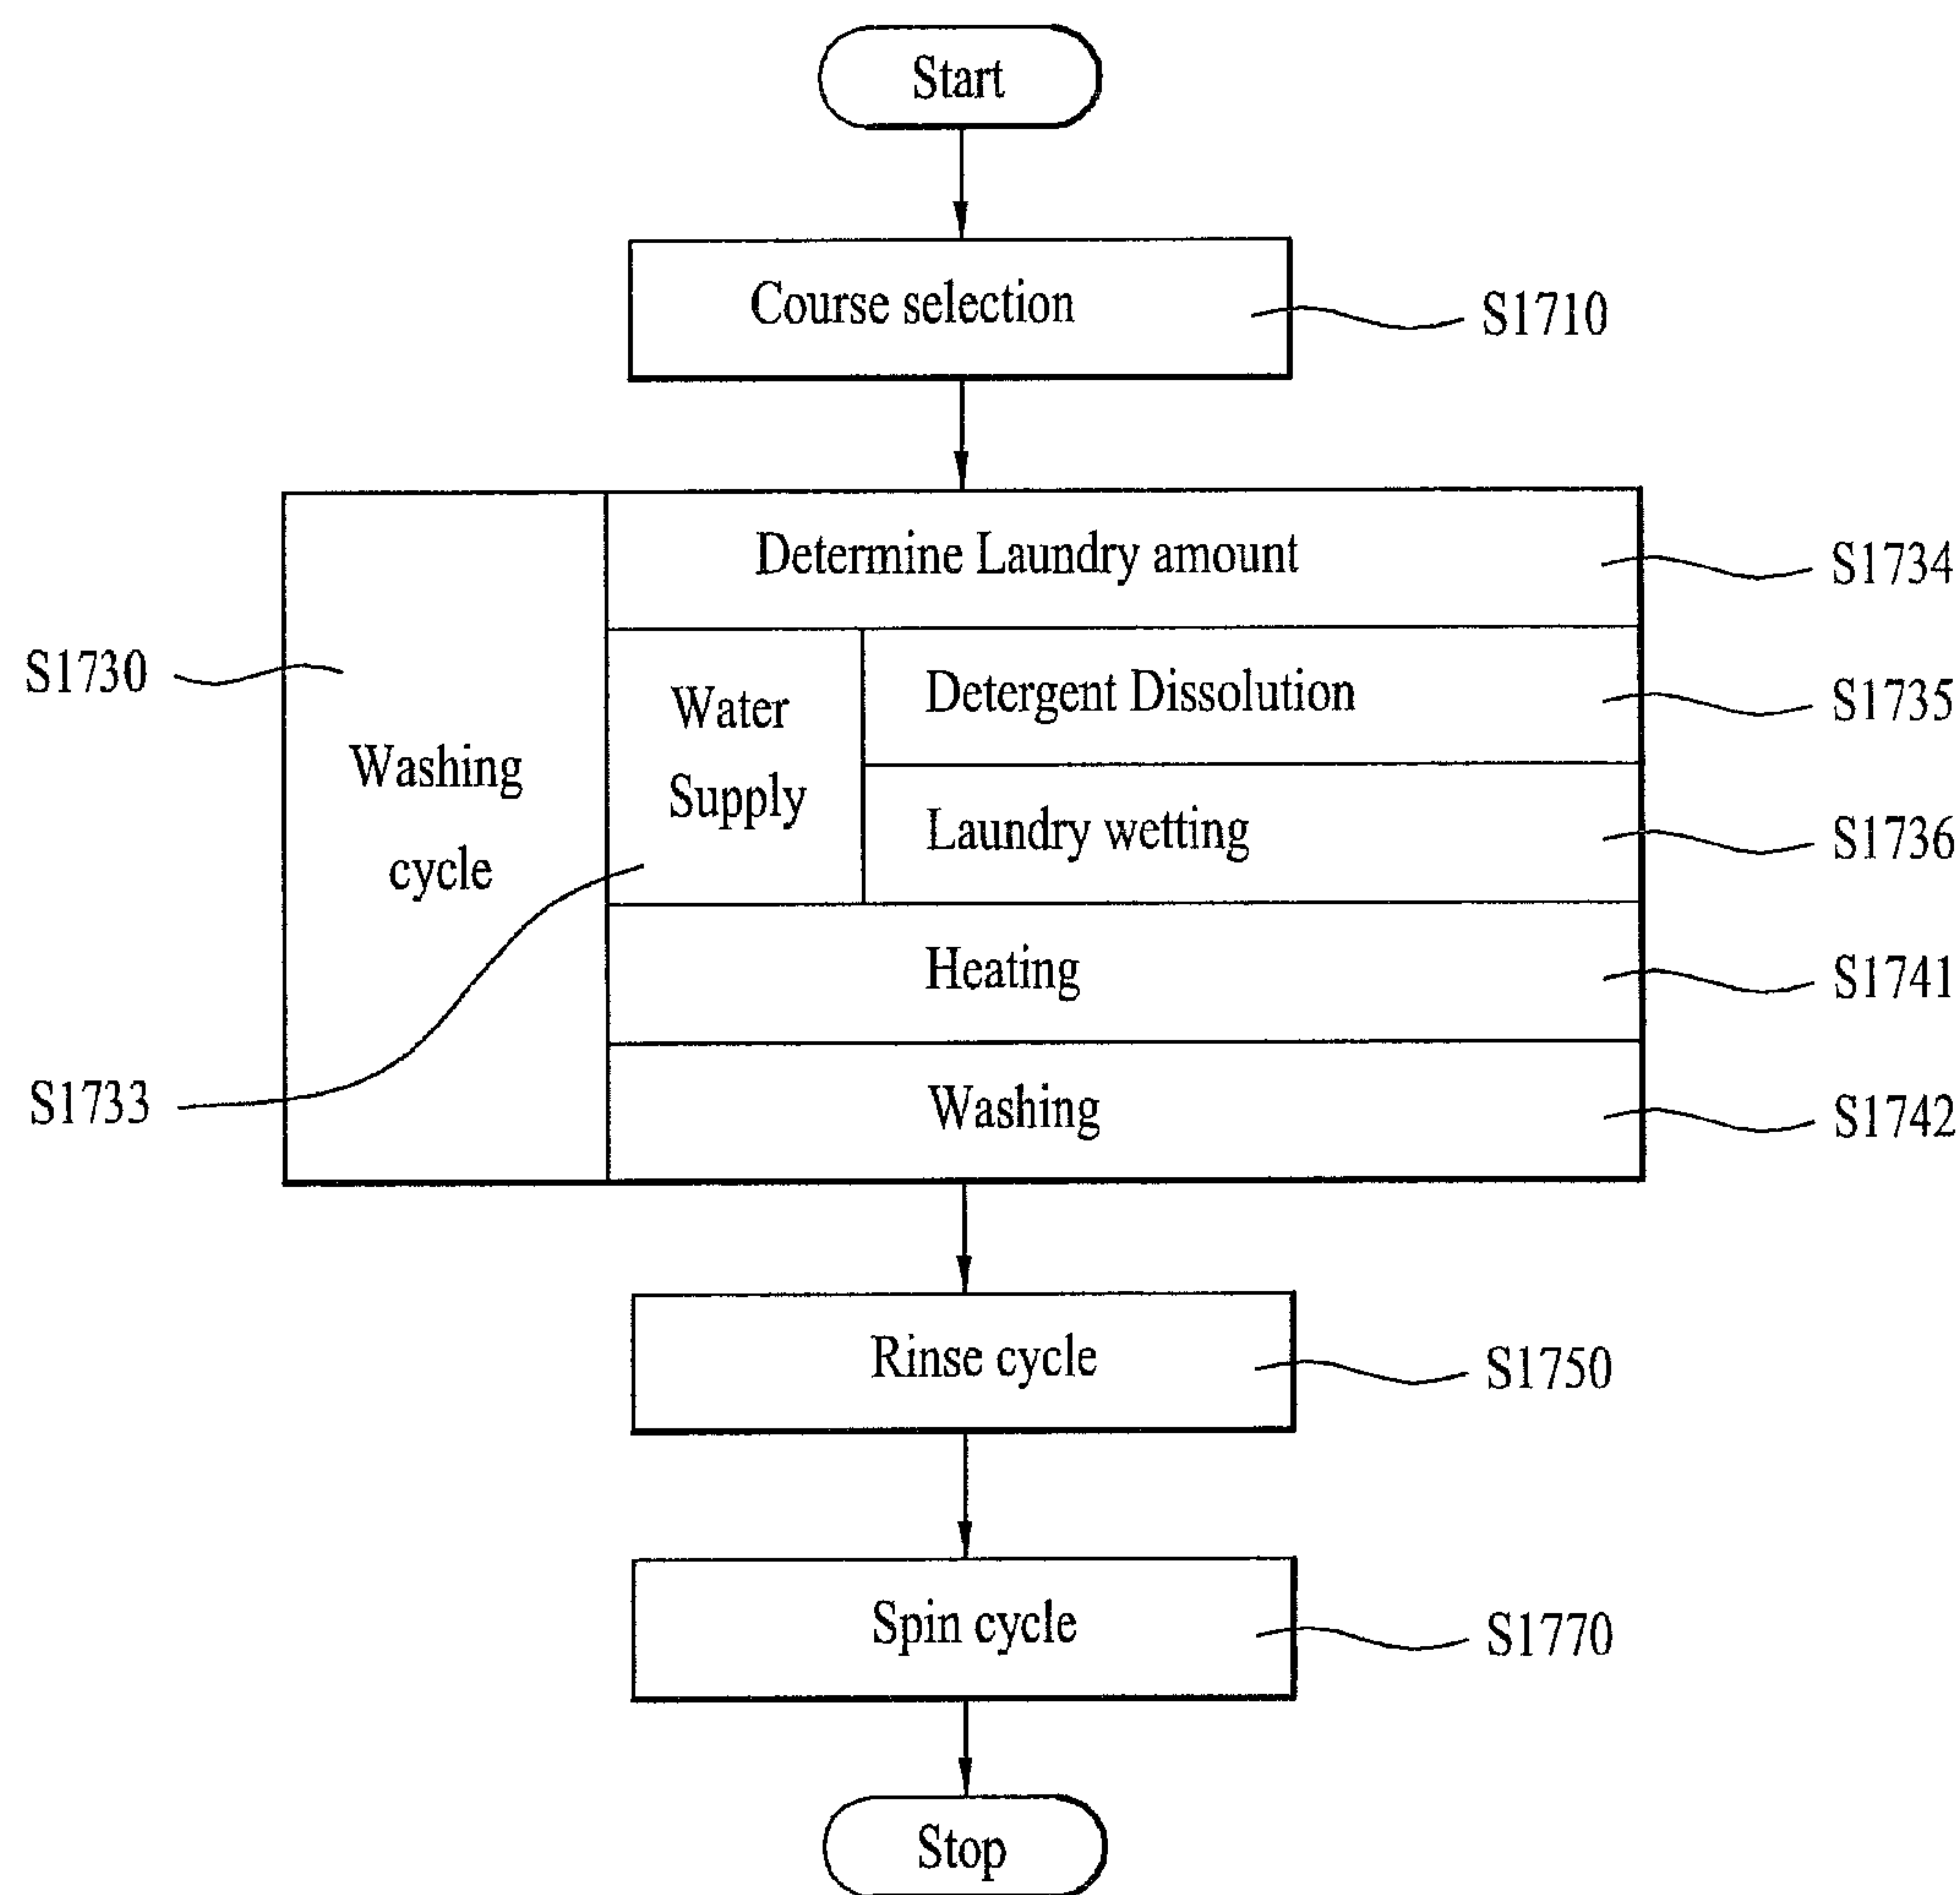 Start
Course selection
S1710
Determine Laundry amount
S1734
S1730
Washing
cycle
Water
Supply
Detergent Dissolution
S1735
Laundry wetting
S1736
Heating
S1741
S1733
Washing
S1742
Rinse cycle
S1750
Spin cycle
S1770
Stop